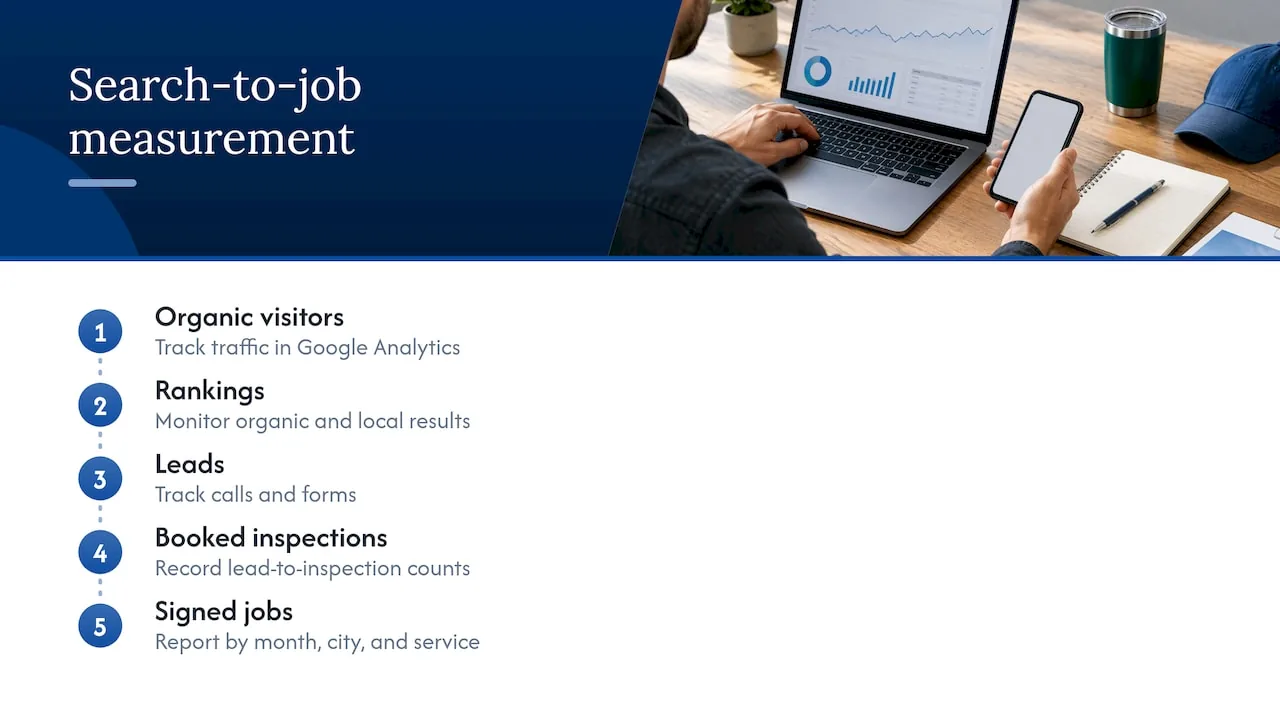 Search-to-job
measurement
1
Organic visitors
Track traffic in Google Analytics
2
Rankings
Monitor organic and local results
3
Leads
Track calls and forms
4
Booked inspections
Record lead-to-inspection counts
5
Signed jobs
Report by month, city, and service